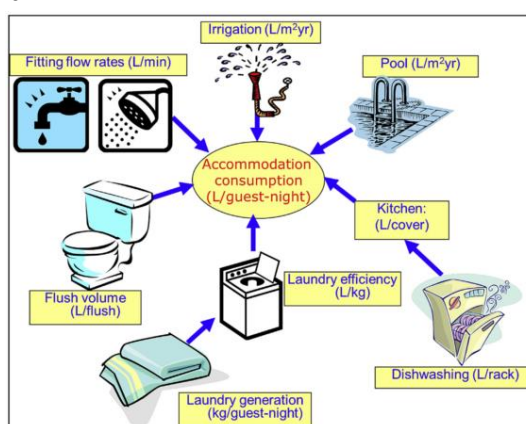 Irrigation (L/m²yr)
Fitting flow rates (L/min)
Pool (L/m²yr)
Accommodation
consumption
(L/guest-night)
Kitchen:
(L/cover)
Laundry efficiency
(L/kg)
Flush volume
(L/flush)
Dishwashing (L/rack)
Laundry generation
(kg/guest-night)